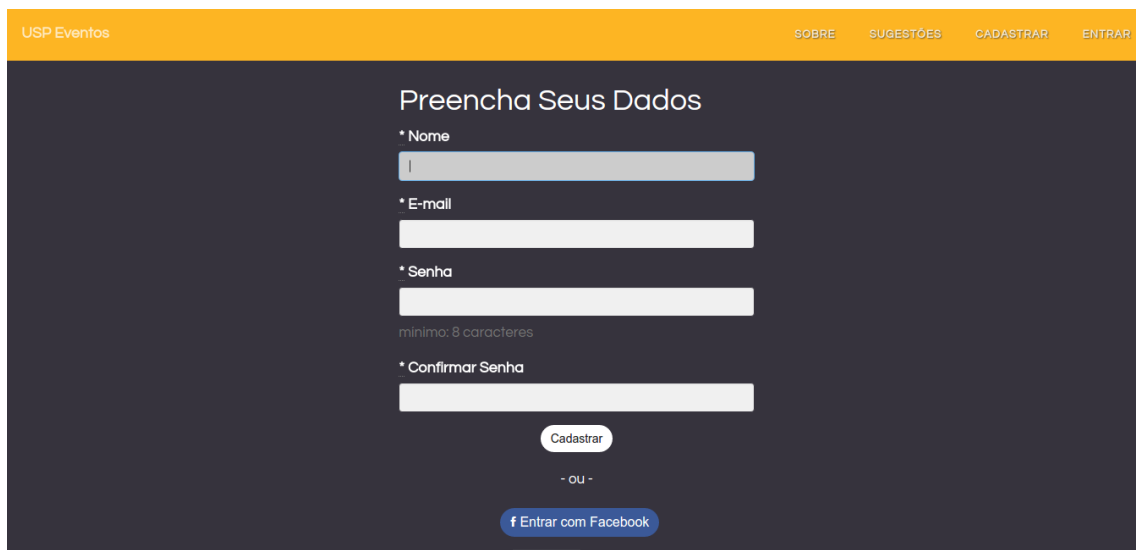 USP Eventos SOBRE SUGESTÕES CADASTRAR ENTRAR
Preencha Seus Dados
* Nome
* E-mail
* Senha
mínimo: 8 caracteres
* Confirmar Senha
Cadastrar
- ou -
f Entrar com Facebook